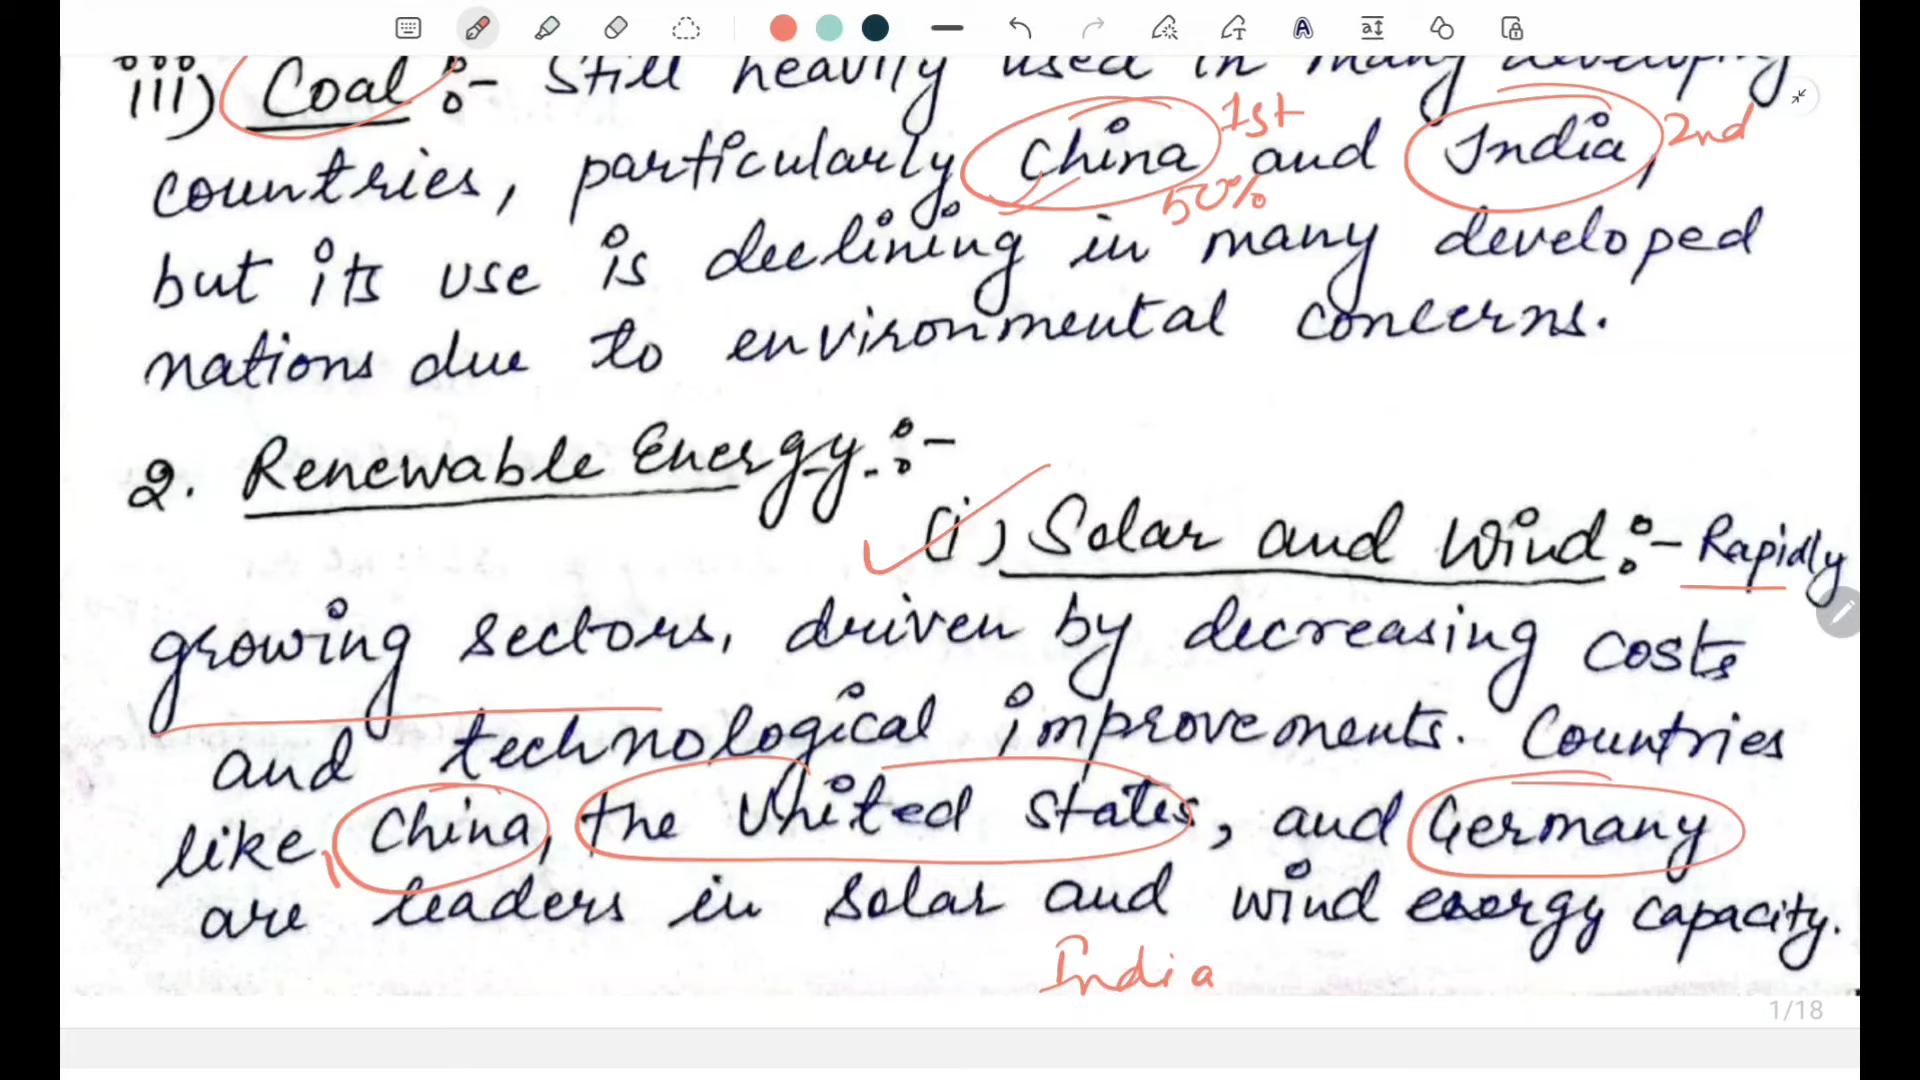 iii) Coal :- Still heavily used in many developing
1st
2nd
countries, particularly China and India,
50%
but its use is declining in many developed
nations due to environmental concerns.
2. Renewable Energy :-
(i) Solar and Wind :- Rapidly
growing sectors, driven by decreasing costs
and technological improvements. Countries
like China, the United States, and Germany
are leaders in solar and wind energy capacity.
India
1/18